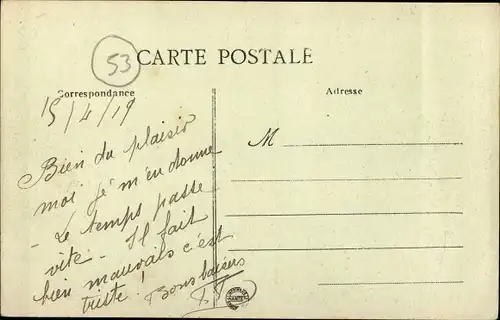 53
CARTE POSTALE
Correspondance
Adresse
15/4/19
M
Bien du plaisir
moi je m'en donne
- Le temps passe
vite - Il fait
bien mauvais c'est
triste! Bons baisers